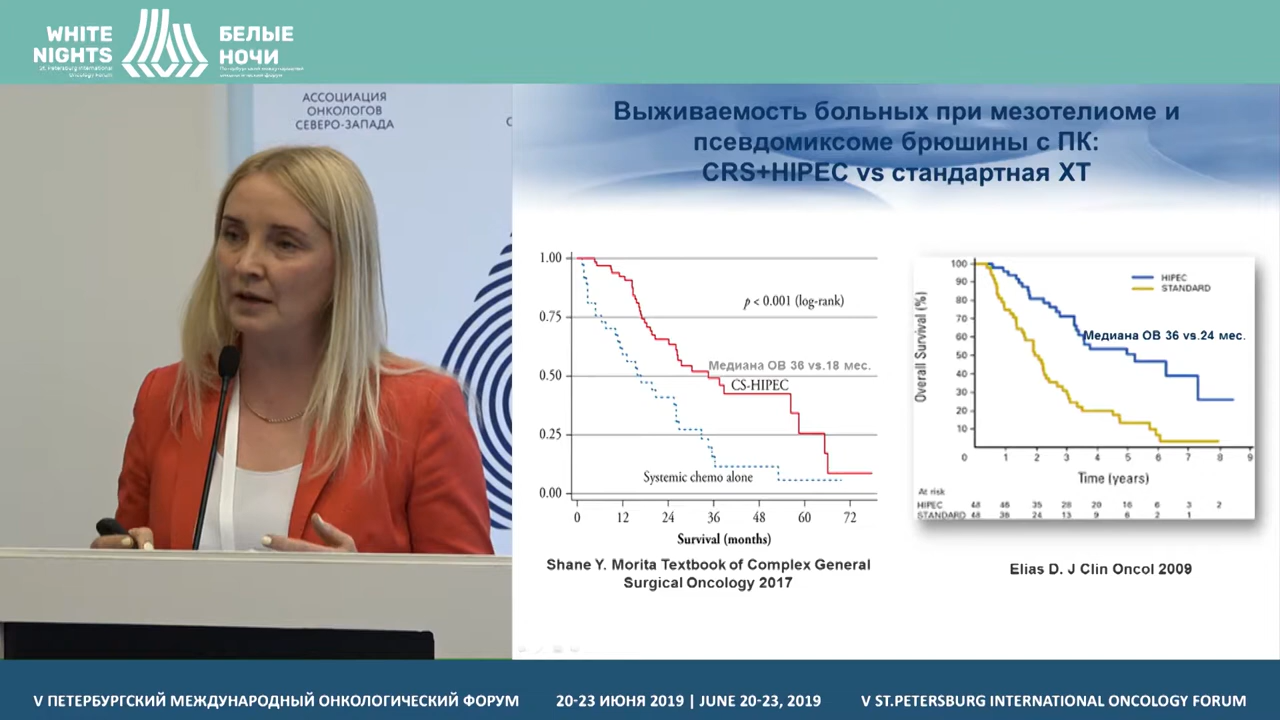 WHITE
NIGHTS
St. Petersburg International
Oncology Forum
БЕЛЫЕ
НОЧИ
АССОЦИАЦИЯ
ОНКОЛОГОВ
СЕВЕРО-ЗАПАДА
Выживаемость больных при мезотелиоме и
псевдомиксоме брюшины с ПК:
CRS+HIPEC vs стандартная ХТ
1.00
0.75
0.50
0.25
0.00
p < 0.001 (log-rank)
Медиана ОВ 36 vs.18 мес.
CS-HIPEC
Systemic chemo alone
0 12 24 36 48 60 72
Survival (months)
Shane Y. Morita Textbook of Complex General
Surgical Oncology 2017
Overall Survival (%)
100
90
80
70
60
50
40
30
20
10
HIPEC
STANDARD
Медиана ОВ 36 vs.24 мес.
0 1 2 3 4 5 6 7 8 9
Time (years)
At risk
HIPEC 48 46 35 28 20 16 6 3 2
STANDARD 48 36 24 13 9 6 2 1
Elias D. J Clin Oncol 2009
V ПЕТЕРБУРГСКИЙ МЕЖДУНАРОДНЫЙ ОНКОЛОГИЧЕСКИЙ ФОРУМ
20-23 ИЮНЯ 2019 | JUNE 20-23, 2019
V ST.PETERSBURG INTERNATIONAL ONCOLOGY FORUM